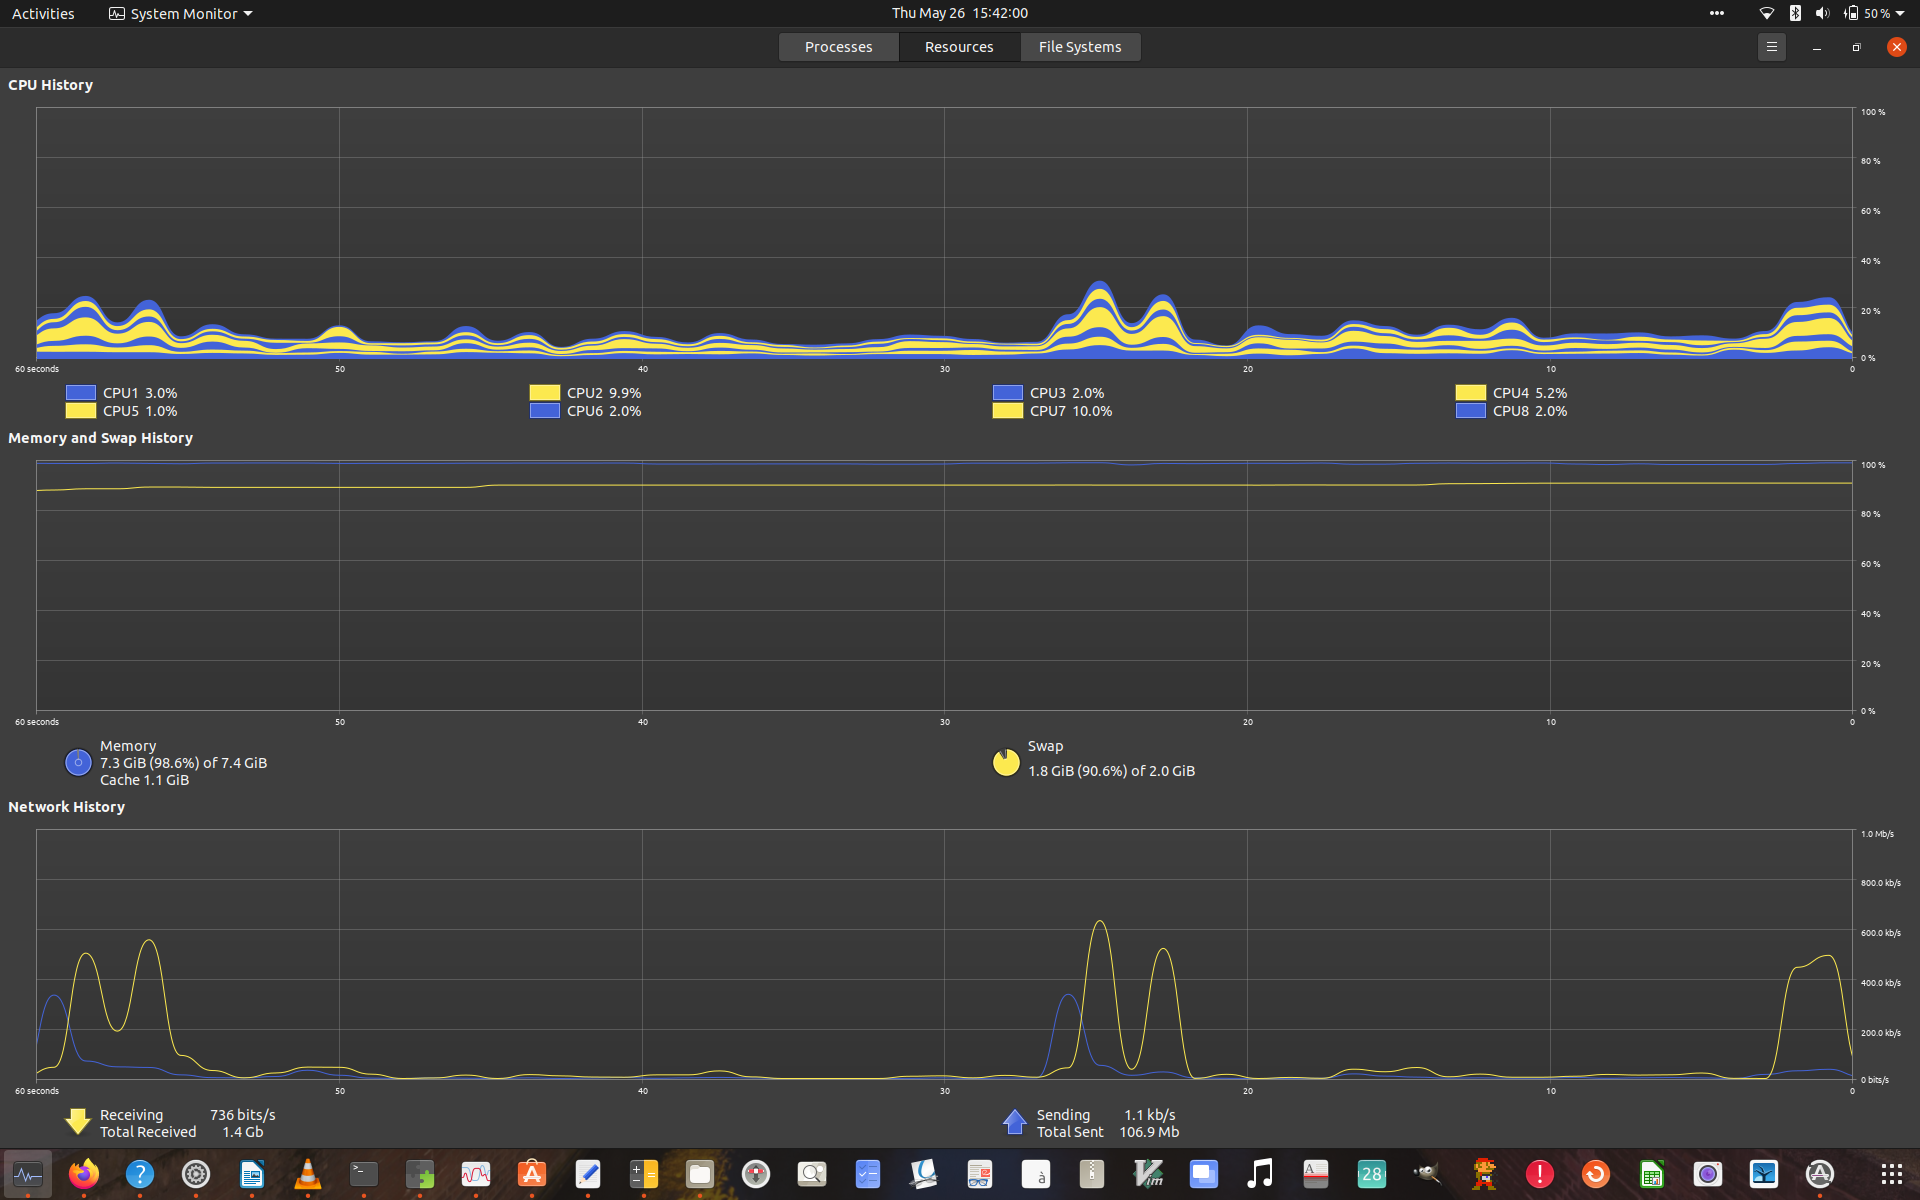 Activities
System Monitor
Thu May 26 15:42:00
50 %
Processes
Resources
File Systems
CPU History
100 %
80 %
60 %
40 %
20 %
0 %
60 seconds
50
40
30
20
10
0
CPU1 3.0%
CPU2 9.9%
CPU3 2.0%
CPU4 5.2%
CPU5 1.0%
CPU6 2.0%
CPU7 10.0%
CPU8 2.0%
Memory and Swap History
100 %
80 %
60 %
40 %
20 %
0 %
60 seconds
50
40
30
20
10
0
Memory
7.3 GiB (98.6%) of 7.4 GiB
Cache 1.1 GiB
Swap
1.8 GiB (90.6%) of 2.0 GiB
Network History
1.0 Mb/s
800.0 kb/s
600.0 kb/s
400.0 kb/s
200.0 kb/s
0 bits/s
60 seconds
50
40
30
20
10
0
Receiving 736 bits/s
Total Received 1.4 Gb
Sending 1.1 kb/s
Total Sent 106.9 Mb
?
>_
à
Vim
A
28